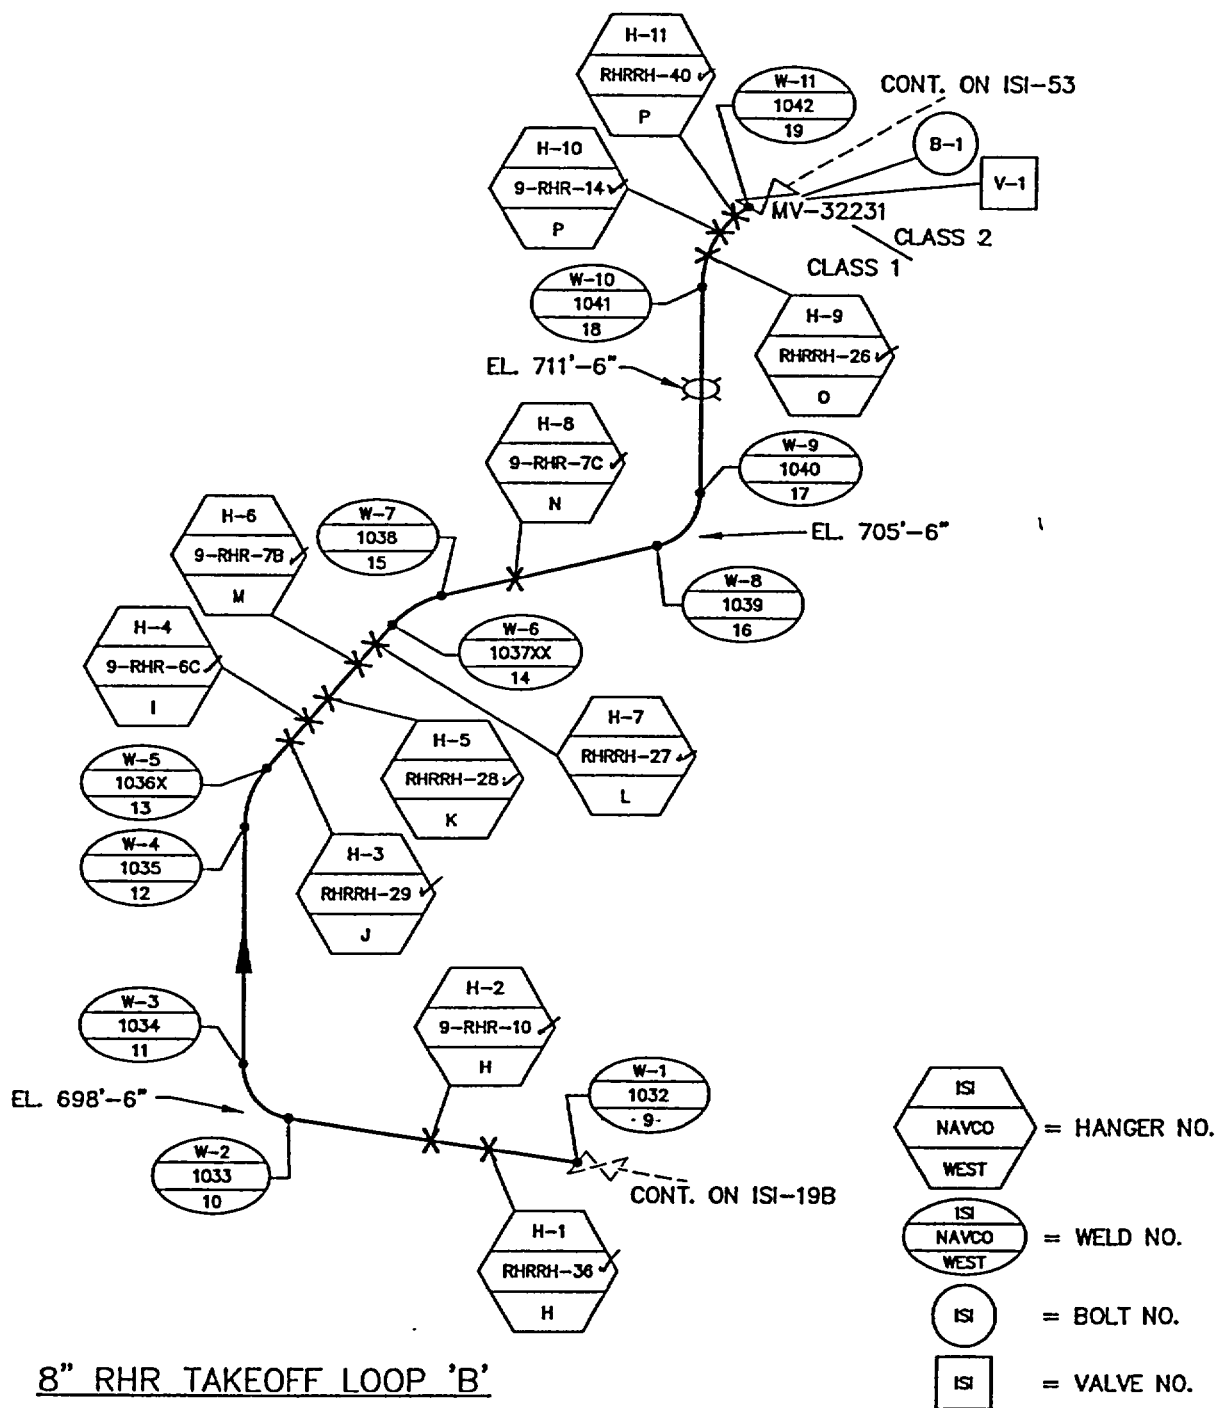 H-11
RHRRH-40
P
W-11
1042
19
CONT. ON ISI-53
B-1
V-1
H-10
9-RHR-14
P
MV-32231
CLASS 2
CLASS 1
W-10
1041
18
H-9
RHRRH-26
O
EL. 711'-6"
H-8
9-RHR-7C
N
W-9
1040
17
H-6
9-RHR-7B
M
W-7
1038
15
EL. 705'-6"
W-8
1039
16
H-4
9-RHR-6C
I
W-6
1037XX
14
H-7
RHRRH-27
L
H-5
RHRRH-28
K
W-5
1036X
13
W-4
1035
12
H-3
RHRRH-29
J
W-3
1034
11
H-2
9-RHR-10
H
W-1
1032
9
EL. 698'-6"
W-2
1033
10
CONT. ON ISI-19B
H-1
RHRRH-36
H
ISI
NAVCO
WEST
= HANGER NO.
ISI
NAVCO
WEST
= WELD NO.
ISI
= BOLT NO.
ISI
= VALVE NO.
8" RHR TAKEOFF LOOP 'B'